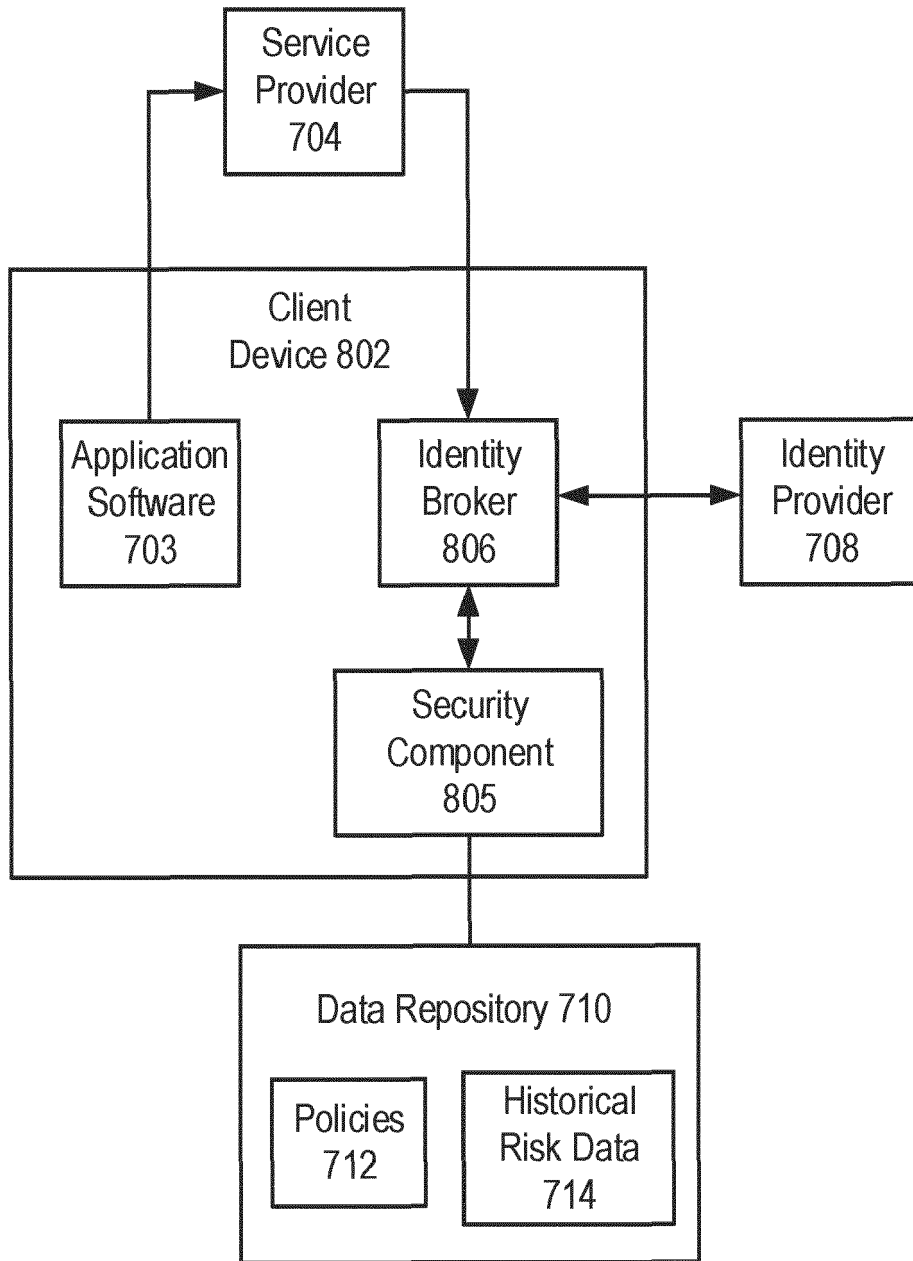 Service
Provider
704
Client
Device 802
Application
Software
703
Identity
Broker
806
Identity
Provider
708
Security
Component
805
Data Repository 710
Policies
712
Historical
Risk Data
714